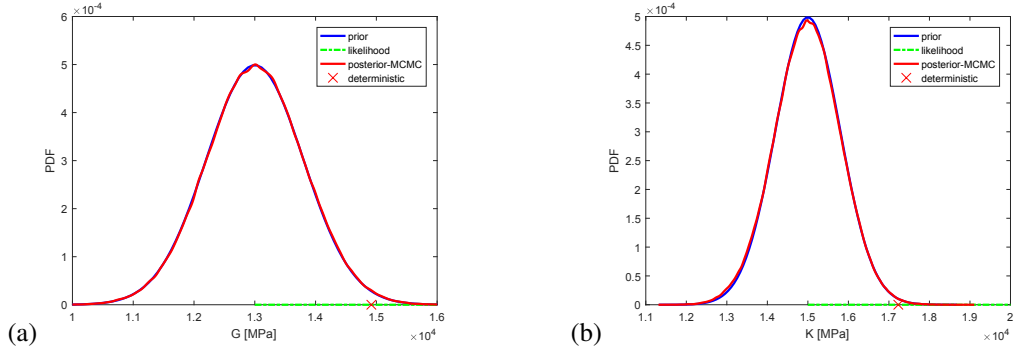 ×10⁻⁴
6
5
4
3
2
1
0
PDF
prior
likelihood
posterior-MCMC
deterministic
1 1.1 1.2 1.3 1.4 1.5 1.6
×10⁴
G [MPa]
(a)
×10⁻⁴
5
4.5
4
3.5
3
2.5
2
1.5
1
0.5
0
PDF
prior
likelihood
posterior-MCMC
deterministic
1.1 1.2 1.3 1.4 1.5 1.6 1.7 1.8 1.9 2
×10⁴
K [MPa]
(b)